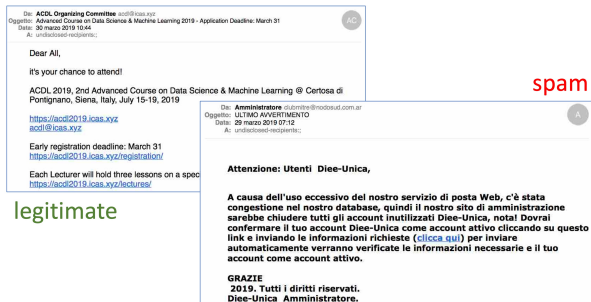 Da: ACDL Organizing Committee acdl@icas.xyz
Oggetto: Advanced Course on Data Science & Machine Learning 2019 - Application Deadline: March 31
Data: 30 marzo 2019 10:44
A: undisclosed-recipients:;
AC
Dear All,
it's your chance to attend!
ACDL 2019, 2nd Advanced Course on Data Science & Machine Learning @ Certosa di
Pontignano, Siena, Italy, July 15-19, 2019
https://acdl2019.icas.xyz
acdl@icas.xyz
Early registration deadline: March 31
https://acdl2019.icas.xyz/registration/
Each Lecturer will hold three lessons on a spec
https://acdl2019.icas.xyz/lectures/
legitimate
spam
Da: Amministratore clubmitre@nodosud.com.ar
Oggetto: ULTIMO AVVERTIMENTO
Data: 29 marzo 2019 07:12
A: undisclosed-recipients:;
A
Attenzione: Utenti Diee-Unica,
A causa dell'uso eccessivo del nostro servizio di posta Web, c'è stata
congestione nel nostro database, quindi il nostro sito di amministrazione
sarebbe chiudere tutti gli account inutilizzati Diee-Unica, nota! Dovrai
confermare il tuo account Diee-Unica come account attivo cliccando su questo
link e inviando le informazioni richieste (clicca qui) per inviare
automaticamente verranno verificate le informazioni necessarie e il tuo
account come account attivo.
GRAZIE
2019. Tutti i diritti riservati.
Diee-Unica Amministratore.